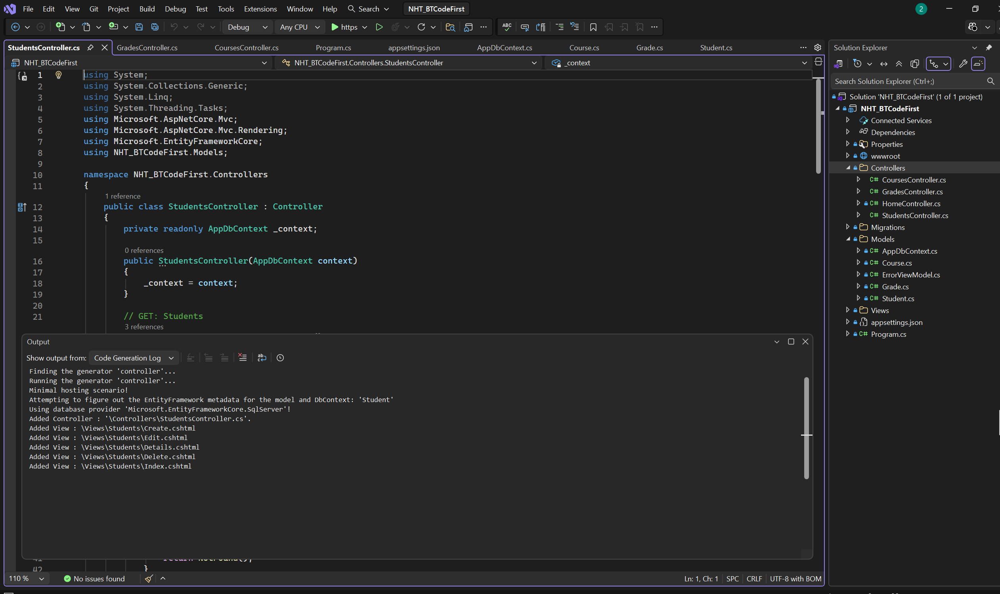 File Edit View Git Project Build Debug Test Tools Extensions Window Help Search NHT_BTCodeFirst 2
Debug Any CPU https
StudentsController.cs GradesController.cs CoursesController.cs Program.cs appsettings.json AppDbContext.cs Course.cs Grade.cs Student.cs
NHT_BTCodeFirst NHT_BTCodeFirst.Controllers.StudentsController _context
1 using System;
2 using System.Collections.Generic;
3 using System.Linq;
4 using System.Threading.Tasks;
5 using Microsoft.AspNetCore.Mvc;
6 using Microsoft.AspNetCore.Mvc.Rendering;
7 using Microsoft.EntityFrameworkCore;
8 using NHT_BTCodeFirst.Models;
9
10 namespace NHT_BTCodeFirst.Controllers
11 {
1 reference
12 public class StudentsController : Controller
13 {
14 private readonly AppDbContext _context;
15
0 references
16 public StudentsController(AppDbContext context)
17 {
18 _context = context;
19 }
20
21 // GET: Students
3 references
Output
Show output from: Code Generation Log
Finding the generator 'controller'...
Running the generator 'controller'...
Minimal hosting scenario!
Attempting to figure out the EntityFramework metadata for the model and DbContext: 'Student'
Using database provider 'Microsoft.EntityFrameworkCore.SqlServer'!
Added Controller : '\Controllers\StudentsController.cs'.
Added View : \Views\Students\Create.cshtml
Added View : \Views\Students\Edit.cshtml
Added View : \Views\Students\Details.cshtml
Added View : \Views\Students\Delete.cshtml
Added View : \Views\Students\Index.cshtml
42 }
110 % No issues found Ln: 1, Ch: 1 SPC CRLF UTF-8 with BOM
Solution Explorer
Search Solution Explorer (Ctrl+;)
Solution 'NHT_BTCodeFirst' (1 of 1 project)
NHT_BTCodeFirst
Connected Services
Dependencies
Properties
wwwroot
Controllers
C# CoursesController.cs
C# GradesController.cs
C# HomeController.cs
C# StudentsController.cs
Migrations
Models
C# AppDbContext.cs
C# Course.cs
C# ErrorViewModel.cs
C# Grade.cs
C# Student.cs
Views
appsettings.json
C# Program.cs